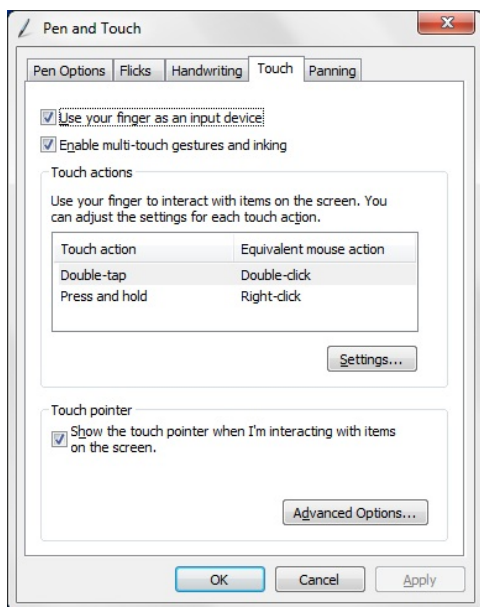 Pen and Touch
Pen Options Flicks Handwriting Touch Panning
Use your finger as an input device
Enable multi-touch gestures and inking
Touch actions
Use your finger to interact with items on the screen. You
can adjust the settings for each touch action.
Touch action Equivalent mouse action
Double-tap Double-click
Press and hold Right-click
Settings...
Touch pointer
Show the touch pointer when I'm interacting with items
on the screen.
Advanced Options...
OK Cancel Apply